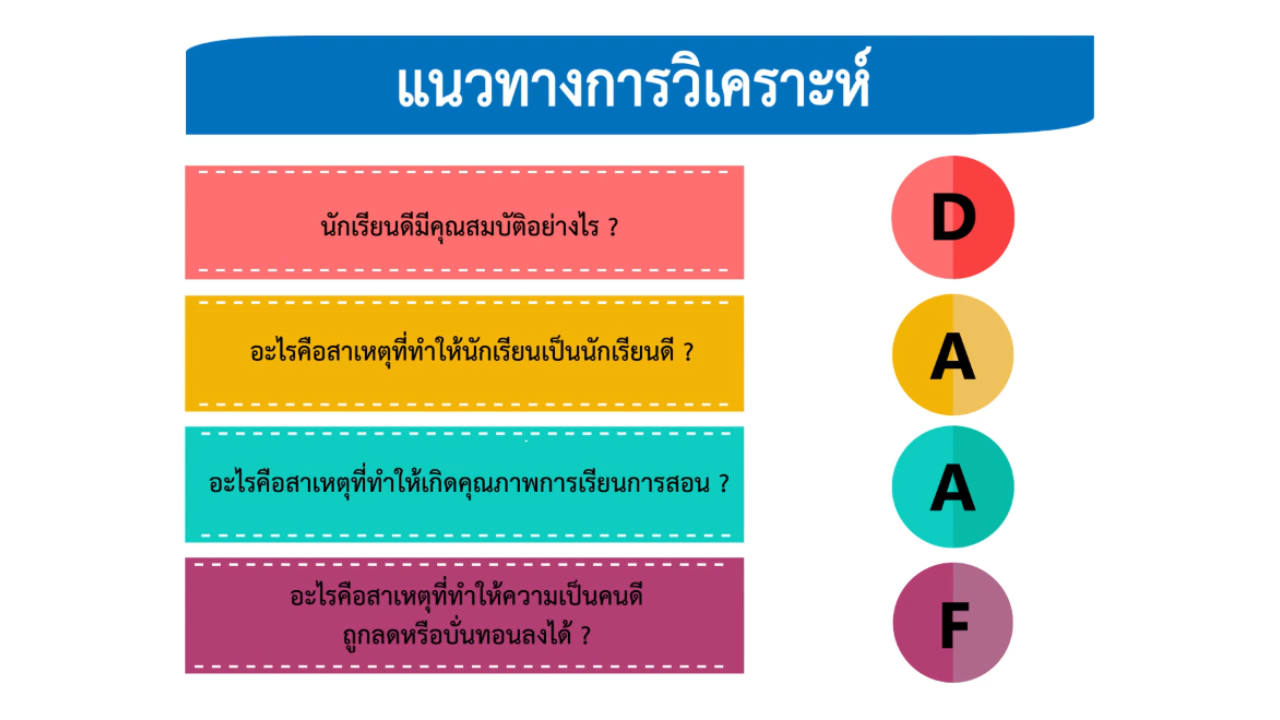 แนวทางการวิเคราะห์
นักเรียนดีมีคุณสมบัติอย่างไร ?
D
อะไรคือสาเหตุที่ทำให้นักเรียนเป็นนักเรียนดี ?
A
อะไรคือสาเหตุที่ทำให้เกิดคุณภาพการเรียนการสอน ?
A
อะไรคือสาเหตุที่ทำให้ความเป็นคนดี
ถูกลดหรือบั่นทอนลงได้ ?
F